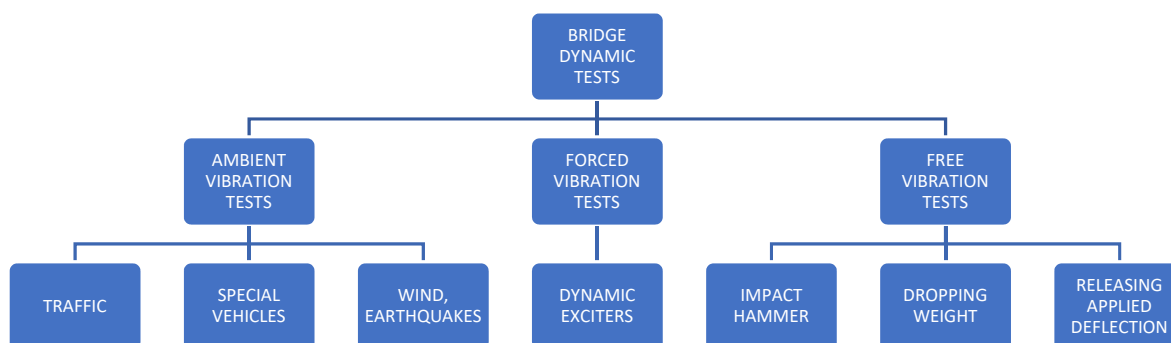 BRIDGE
DYNAMIC
TESTS
AMBIENT
VIBRATION
TESTS
FORCED
VIBRATION
TESTS
FREE
VIBRATION
TESTS
TRAFFIC
SPECIAL
VEHICLES
WIND,
EARTHQUAKES
DYNAMIC
EXCITERS
IMPACT
HAMMER
DROPPING
WEIGHT
RELEASING
APPLIED
DEFLECTION